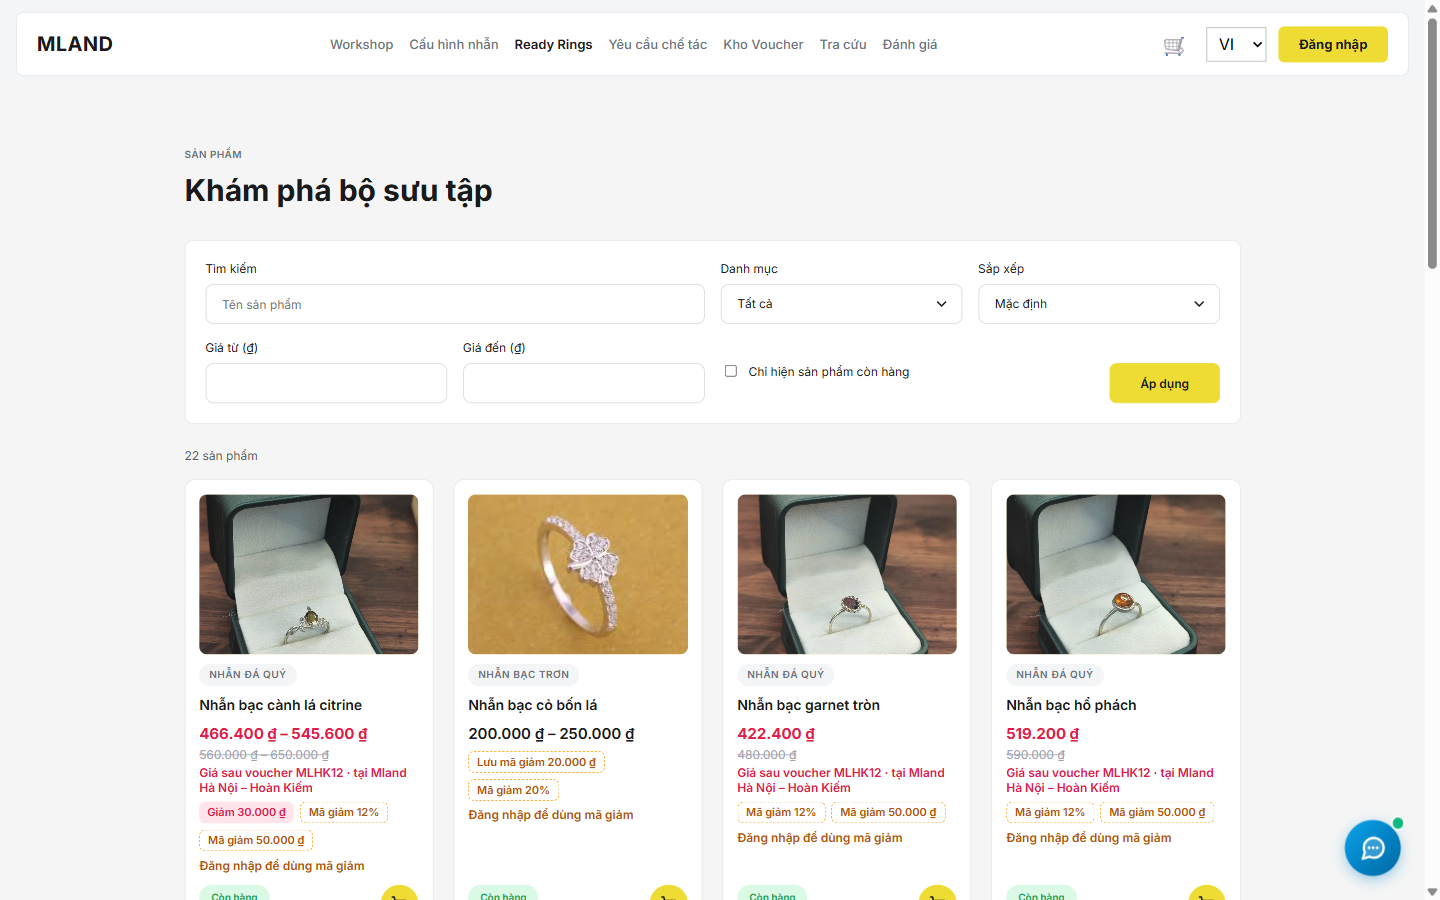 MLAND
Workshop
Cấu hình nhẫn
Ready Rings
Yêu cầu chế tác
Kho Voucher
Tra cứu
Đánh giá
VI
Đăng nhập
SẢN PHẨM
Khám phá bộ sưu tập
Tìm kiếm
Danh mục
Sắp xếp
Tên sản phẩm
Tất cả
Mặc định
Giá từ (₫)
Giá đến (₫)
Chỉ hiện sản phẩm còn hàng
Áp dụng
22 sản phẩm
NHẪN ĐÁ QUÝ
Nhẫn bạc cành lá citrine
466.400 ₫ – 545.600 ₫
560.000 ₫ – 650.000 ₫
Giá sau voucher MLHK12 · tại Mland
Hà Nội – Hoàn Kiếm
Giảm 30.000 ₫
Mã giảm 12%
Mã giảm 50.000 ₫
Đăng nhập để dùng mã giảm
Còn hàng
NHẪN BẠC TRƠN
Nhẫn bạc cỏ bốn lá
200.000 ₫ – 250.000 ₫
Lưu mã giảm 20.000 ₫
Mã giảm 20%
Đăng nhập để dùng mã giảm
Còn hàng
NHẪN ĐÁ QUÝ
Nhẫn bạc garnet tròn
422.400 ₫
480.000 ₫
Giá sau voucher MLHK12 · tại Mland
Hà Nội – Hoàn Kiếm
Mã giảm 12%
Mã giảm 50.000 ₫
Đăng nhập để dùng mã giảm
Còn hàng
NHẪN ĐÁ QUÝ
Nhẫn bạc hổ phách
519.200 ₫
590.000 ₫
Giá sau voucher MLHK12 · tại Mland
Hà Nội – Hoàn Kiếm
Mã giảm 12%
Mã giảm 50.000 ₫
Đăng nhập để dùng mã giảm
Còn hàng